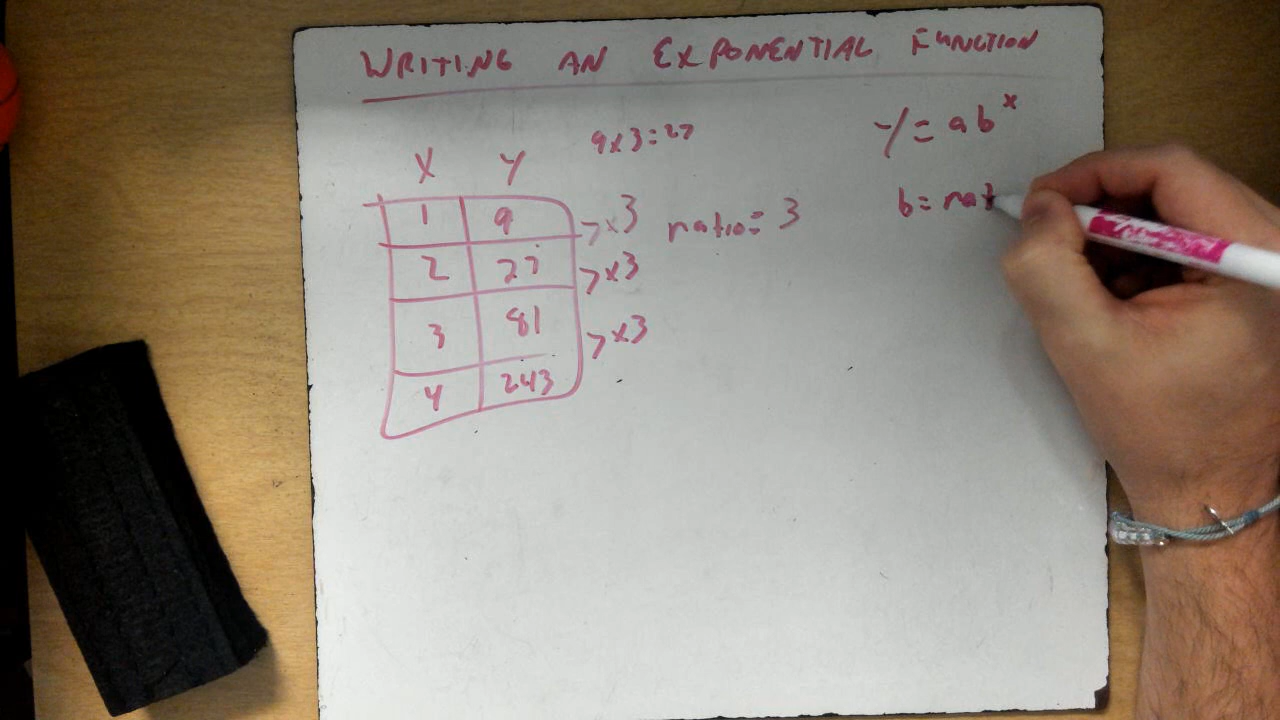 WRITING AN EXPONENTIAL FUNCTION
9x3=27
y=ab^x
X Y
1 9
>x3 ratio= 3
b= rat
2 27
>x3
3 81
>x3
4 243